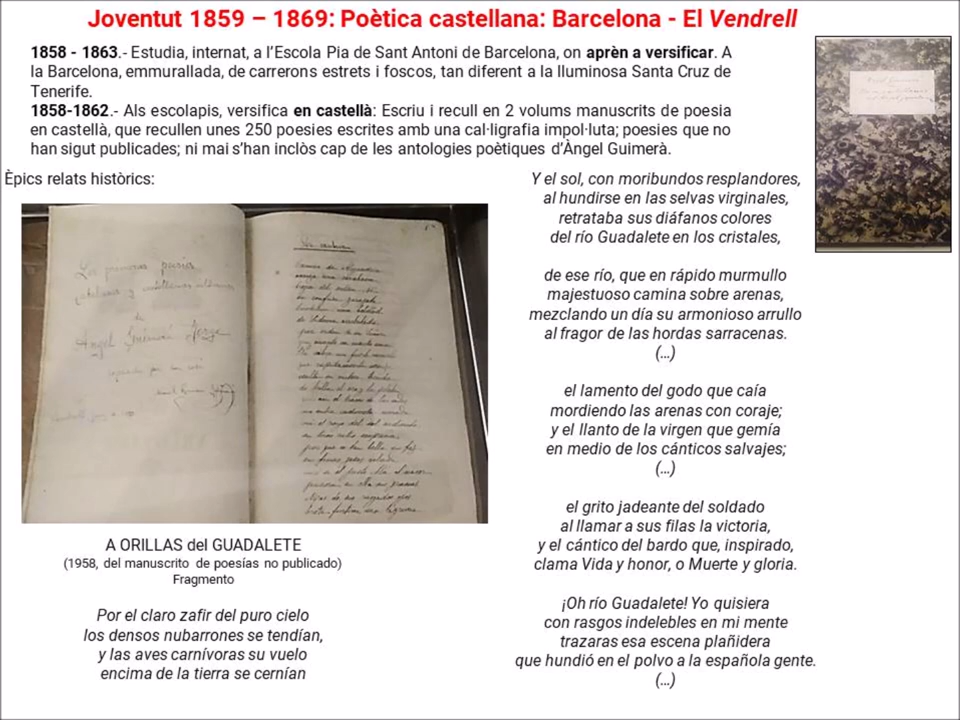 Joventut 1859 – 1869: Poètica castellana: Barcelona - El Vendrell
1858 - 1863.- Estudia, internat, a l'Escola Pia de Sant Antoni de Barcelona, on aprèn a versificar. A
la Barcelona, emmurallada, de carrerons estrets i foscos, tan diferent a la lluminosa Santa Cruz de
Tenerife.
1858-1862.- Als escolapis, versifica en castellà: Escriu i recull en 2 volums manuscrits de poesia
en castellà, que recullen unes 250 poesies escrites amb una cal·ligrafia impol·luta; poesies que no
han sigut publicades; ni mai s'han inclòs cap de les antologies poètiques d'Àngel Guimerà.
Èpics relats històrics:
Las primeras poesías
catalanas y castellanas
de
Angel Guimerá
A ORILLAS del GUADALETE
(1958, del manuscrito de poesías no publicado)
Fragmento
Por el claro zafir del puro cielo
los densos nubarrones se tendían,
y las aves carnívoras su vuelo
encima de la tierra se cernían
Y el sol, con moribundos resplandores,
al hundirse en las selvas virginales,
retrataba sus diáfanos colores
del río Guadalete en los cristales,
de ese río, que en rápido murmullo
majestuoso camina sobre arenas,
mezclando un día su armonioso arrullo
al fragor de las hordas sarracenas.
(...)
el lamento del godo que caía
mordiendo las arenas con coraje;
y el llanto de la virgen que gemía
en medio de los cánticos salvajes;
(...)
el grito jadeante del soldado
al llamar a sus filas la victoria,
y el cántico del bardo que, inspirado,
clama Vida y honor, o Muerte y gloria.
¡Oh río Guadalete! Yo quisiera
con rasgos indelebles en mi mente
trazaras esa escena plañidera
que hundió en el polvo a la española gente.
(...)